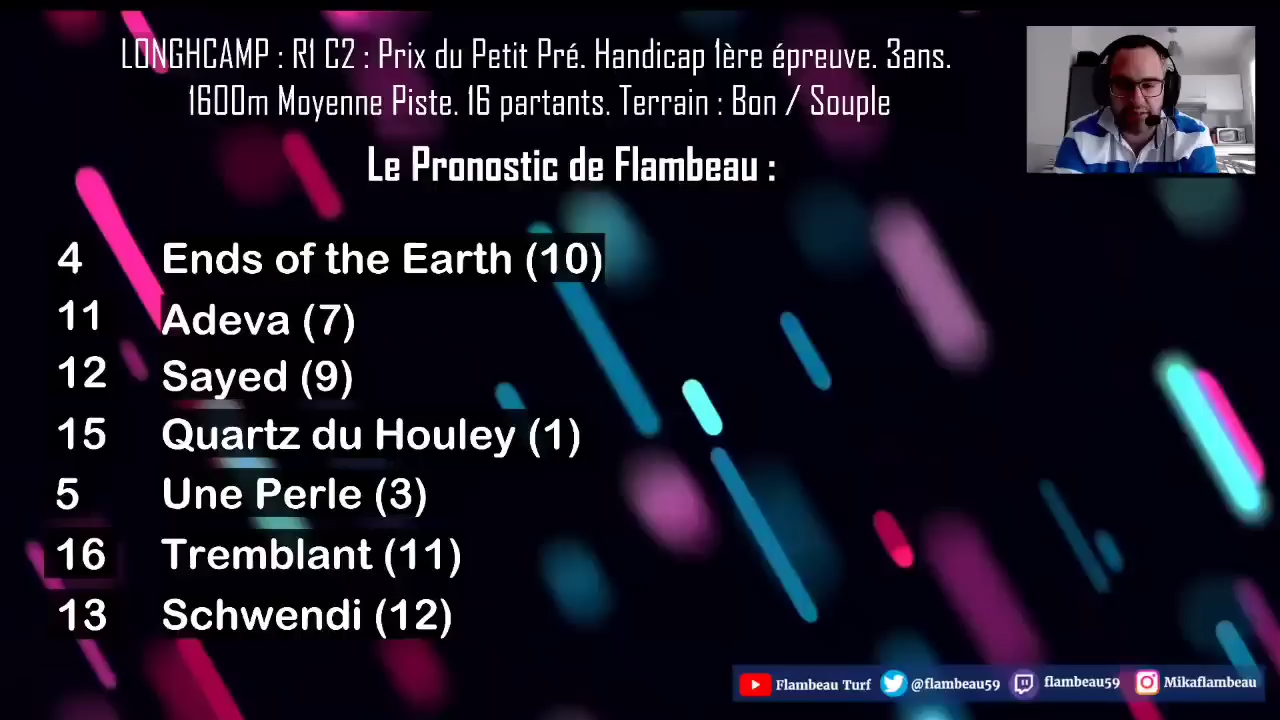 LONGHCAMP : R1 C2 : Prix du Petit Pré. Handicap 1ère épreuve. 3ans.
1600m Moyenne Piste. 16 partants. Terrain : Bon / Souple
Le Pronostic de Flambeau :
4 Ends of the Earth (10)
11 Adeva (7)
12 Sayed (9)
15 Quartz du Houley (1)
5 Une Perle (3)
16 Tremblant (11)
13 Schwendi (12)
Flambeau Turf @flambeau59 flambeau59 Mikaflambeau